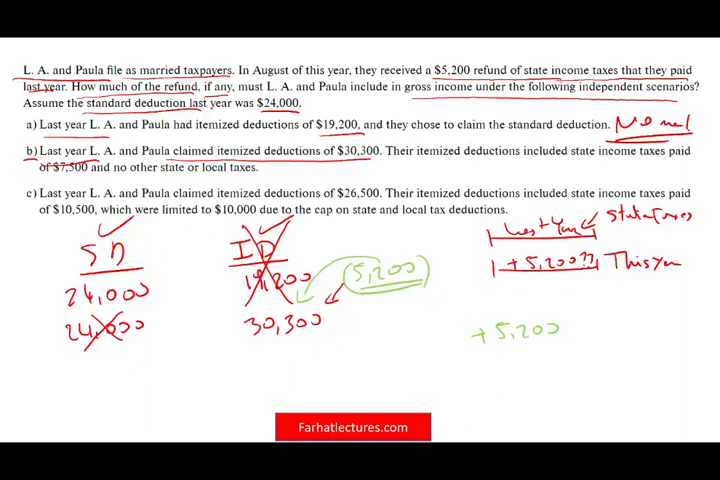 L. A. and Paula file as married taxpayers. In August of this year, they received a $5,200 refund of state income taxes that they paid
last year. How much of the refund, if any, must L. A. and Paula include in gross income under the following independent scenarios?
Assume the standard deduction last year was $24,000.
a) Last year L. A. and Paula had itemized deductions of $19,200, and they chose to claim the standard deduction. None!
b) Last year L. A. and Paula claimed itemized deductions of $30,300. Their itemized deductions included state income taxes paid
of $7,500 and no other state or local taxes.
c) Last year L. A. and Paula claimed itemized deductions of $26,500. Their itemized deductions included state income taxes paid
of $10,500, which were limited to $10,000 due to the cap on state and local tax deductions.
Last Year State Taxes
SD ID
+5,200?? This Year
24,000 19,200 (5,200)
24,000 30,300
+5,200
Farhatlectures.com